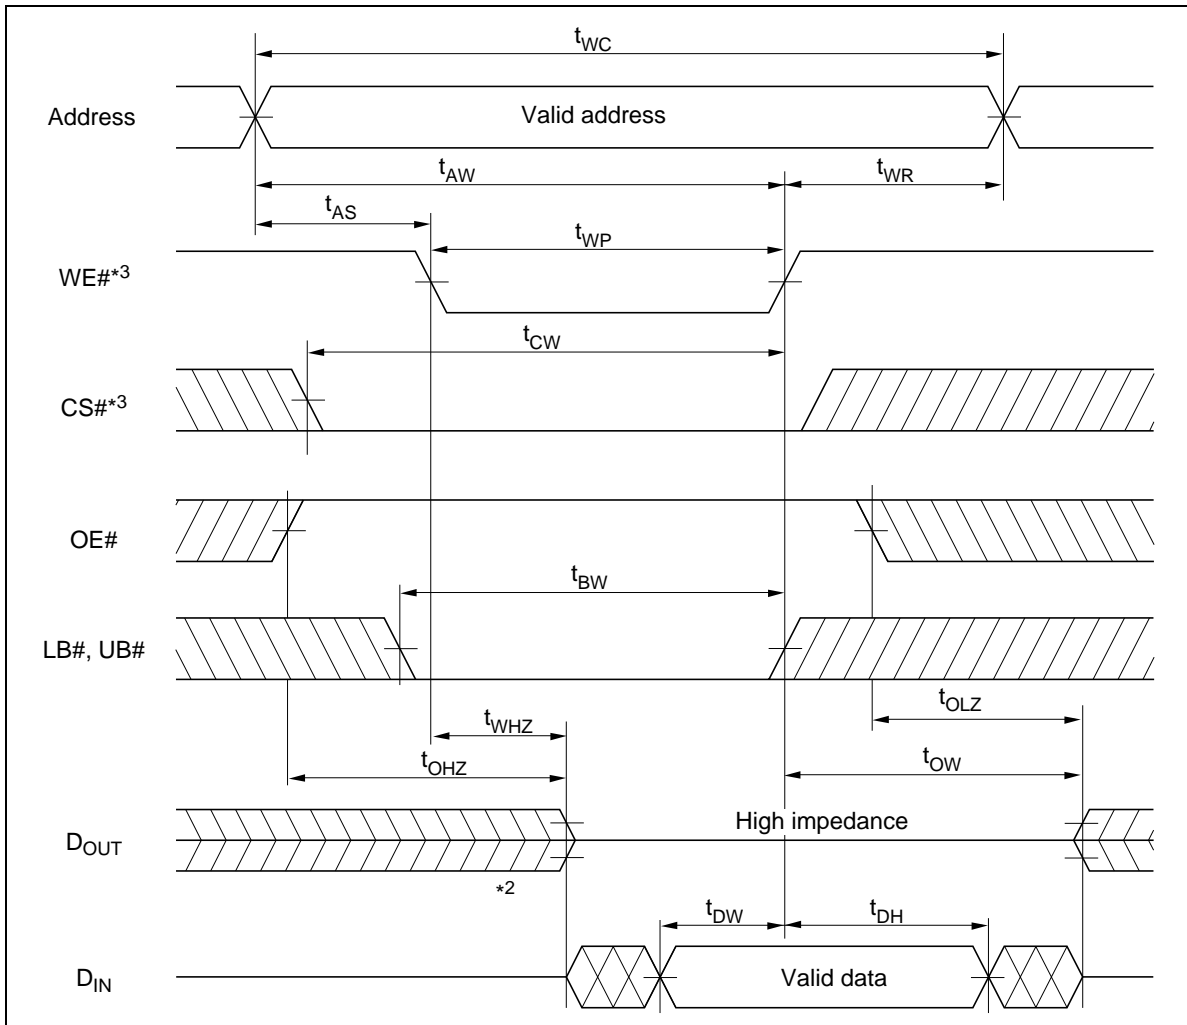 tWC
Address
Valid address
tAW
tWR
tAS
tWP
WE#*3
tCW
CS#*3
OE#
tBW
LB#, UB#
tOLZ
tWHZ
tOHZ
tOW
High impedance
DOUT
*2
tDW
tDH
DIN
Valid data